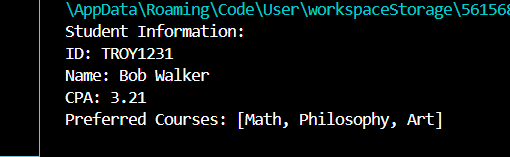 \AppData\Roaming\Code\User\workspaceStorage\561568
Student Information:
ID: TROY1231
Name: Bob Walker
CPA: 3.21
Preferred Courses: [Math, Philosophy, Art]